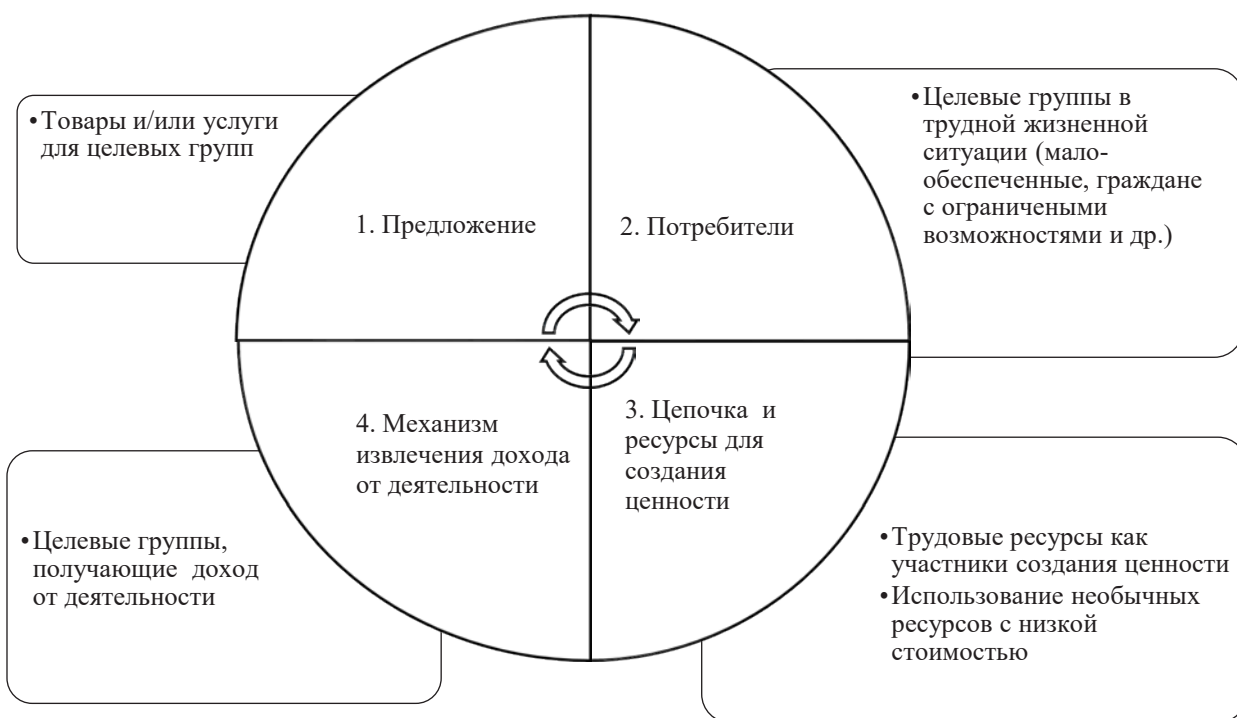 •Товары и/или услуги
для целевых групп
•Целевые группы в
трудной жизненной
ситуации (мало-
обеспеченные, граждане
с ограничеными
возможностями и др.)
1. Предложение
2. Потребители
4. Механизм
извлечения дохода
от деятельности
3. Цепочка и
ресурсы для
создания
ценности
•Целевые группы,
получающие доход
от деятельности
•Трудовые ресурсы как
участники создания ценности
•Использование необычных
ресурсов с низкой
стоимостью